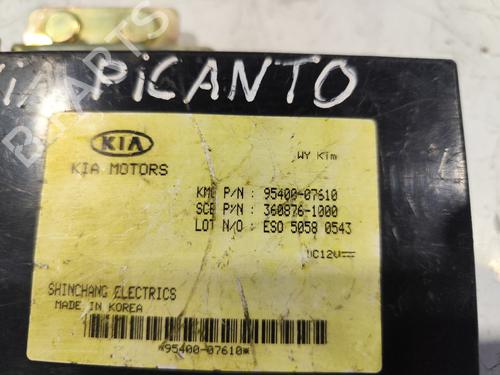 PICANTO
KIA
KIA MOTORS
WY Kim
KMC P/N : 95400-07610
SCE P/N : 360876-1000
LOT N/O : ESO 5058 0543
DC12V
SHINCHANG ELECTRICS
MADE IN KOREA
*95400-07610*